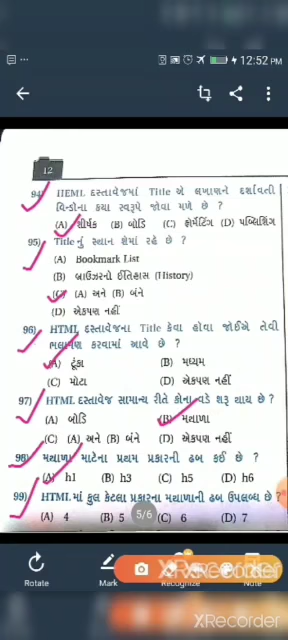 12:52 PM
12
94) HEML દસ્તાવેજમાં Title એ લખાણને દર્શાવતી
વિન્ડોના કયા સ્વરૂપે જોવા મળે છે ?
(A) શીર્ષક (B) બોડિ (C) ફોર્મેટિંગ (D) પબ્લિશિંગ
95) Title નું સ્થાન શેમાં રહે છે ?
(A) Bookmark List
(B) બ્રાઉઝરનો ઈતિહાસ (History)
(C) (A) અને (B) બંને
(D) એકપણ નહીં
96) HTML દસ્તાવેજના Title કેવા હોવા જોઈએ તેવી
ભલામણ કરવામાં આવે છે ?
(A) ટૂંકા (B) મધ્યમ
(C) મોટા (D) એકપણ નહીં
97) HTML દસ્તાવેજ સામાન્ય રીતે કોના વડે શરૂ થાય છે ?
(A) બોડિ (B) મથાળા
(C) (A) અને (B) બંને (D) એકપણ નહીં
98) મથાળા માટેના પ્રથમ પ્રકારની ઢબ કઈ છે ?
(A) h1 (B) h3 (C) h5 (D) h6
99) HTML માં કુલ કેટલા પ્રકારના મથાળાની ઢબ ઉપલબ્ધ છે ?
(A) 4 (B) 5 (C) 6 (D) 7
5/6
Rotate Mark Recognize Note
XRecorder
XRecorder